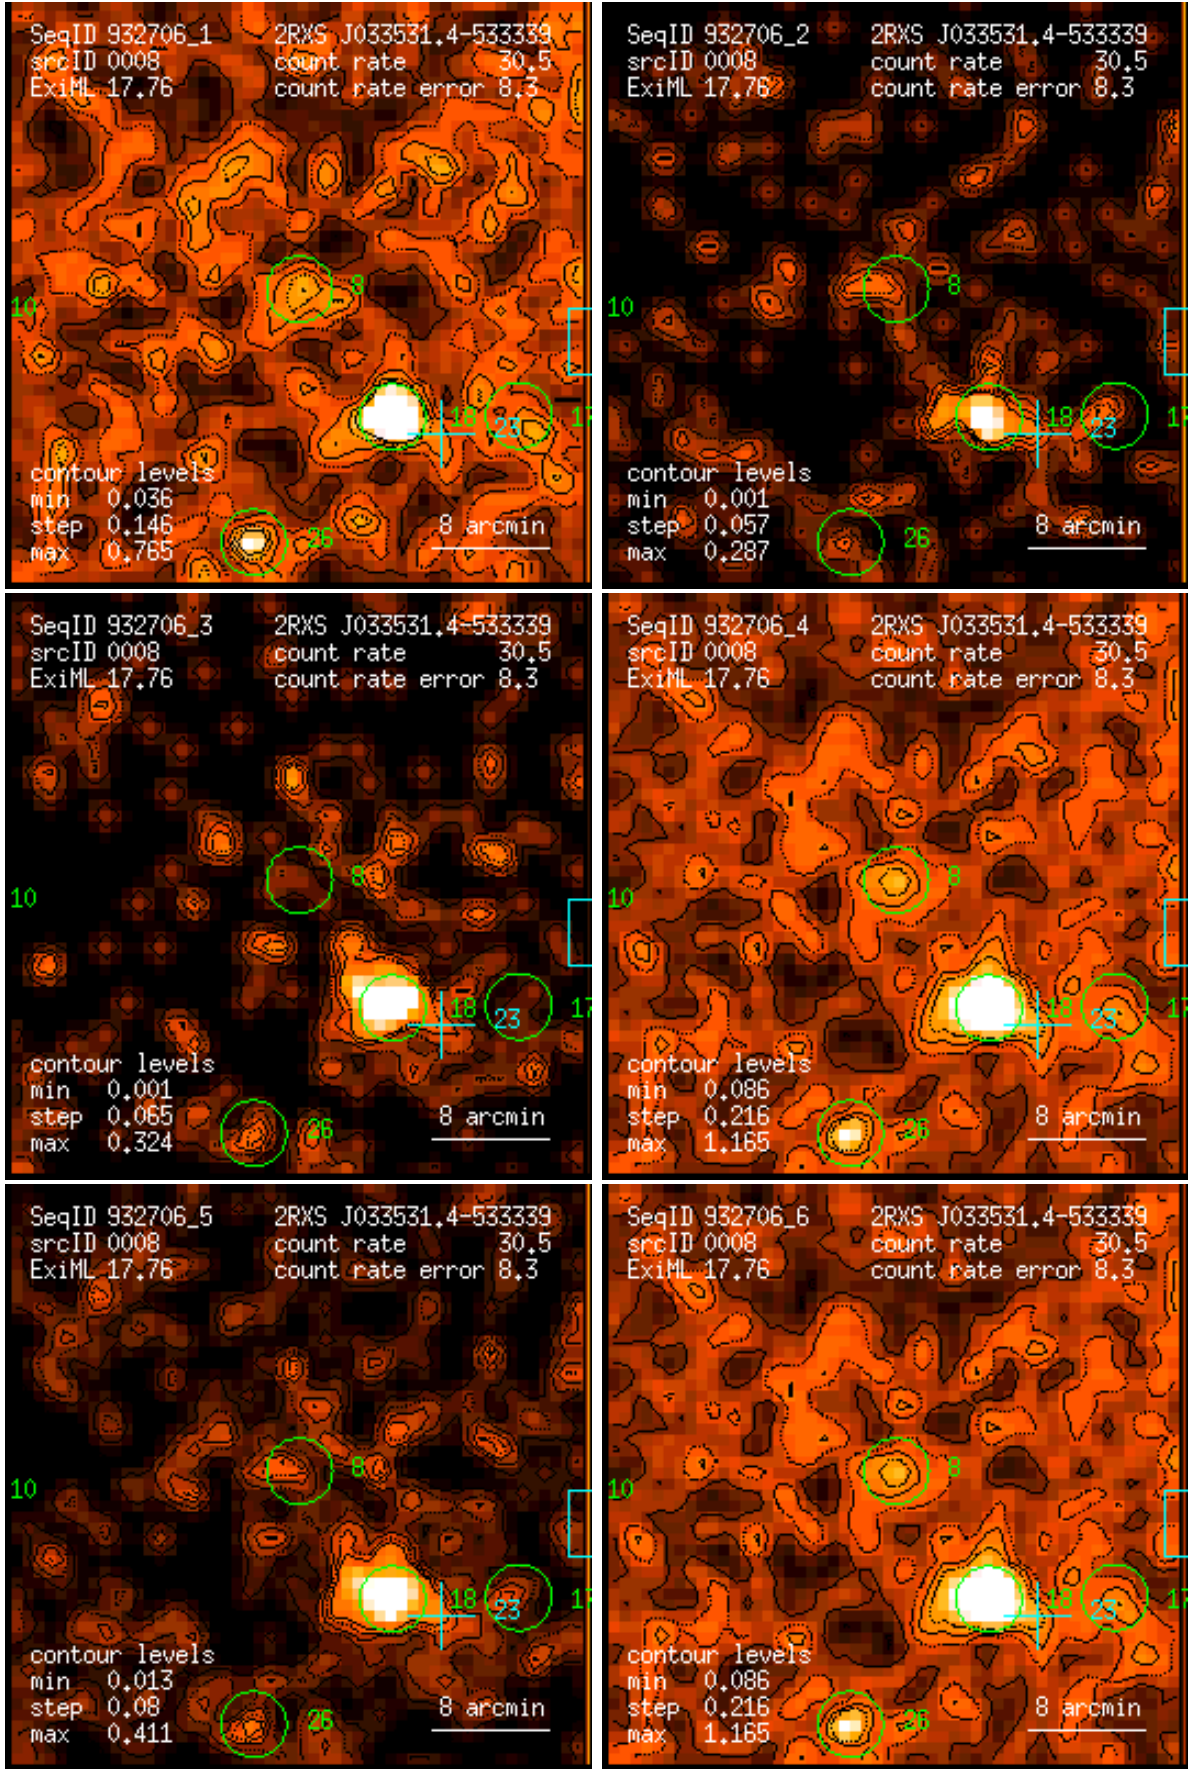 SeqID 932706_1 2RXS J033531.4-533339
srcID 0008 count rate 30.5
ExiML 17.76 count rate error 8.3
8
10
18 23 17
contour levels
min 0.036
step 0.146 26 8 arcmin
max 0.765
SeqID 932706_2 2RXS J033531.4-533339
srcID 0008 count rate 30.5
ExiML 17.76 count rate error 8.3
8
10
18 23 17
contour levels
min 0.001
step 0.057 26 8 arcmin
max 0.287
SeqID 932706_3 2RXS J033531.4-533339
srcID 0008 count rate 30.5
ExiML 17.76 count rate error 8.3
8
10
18 23 17
contour levels
min 0.001
step 0.065 26 8 arcmin
max 0.324
SeqID 932706_4 2RXS J033531.4-533339
srcID 0008 count rate 30.5
ExiML 17.76 count rate error 8.3
8
10
18 23 17
contour levels
min 0.086
step 0.216 26 8 arcmin
max 1.165
SeqID 932706_5 2RXS J033531.4-533339
srcID 0008 count rate 30.5
ExiML 17.76 count rate error 8.3
8
10
18 23 17
contour levels
min 0.013
step 0.08 26 8 arcmin
max 0.411
SeqID 932706_6 2RXS J033531.4-533339
srcID 0008 count rate 30.5
ExiML 17.76 count rate error 8.3
8
10
18 23 17
contour levels
min 0.086
step 0.216 26 8 arcmin
max 1.165